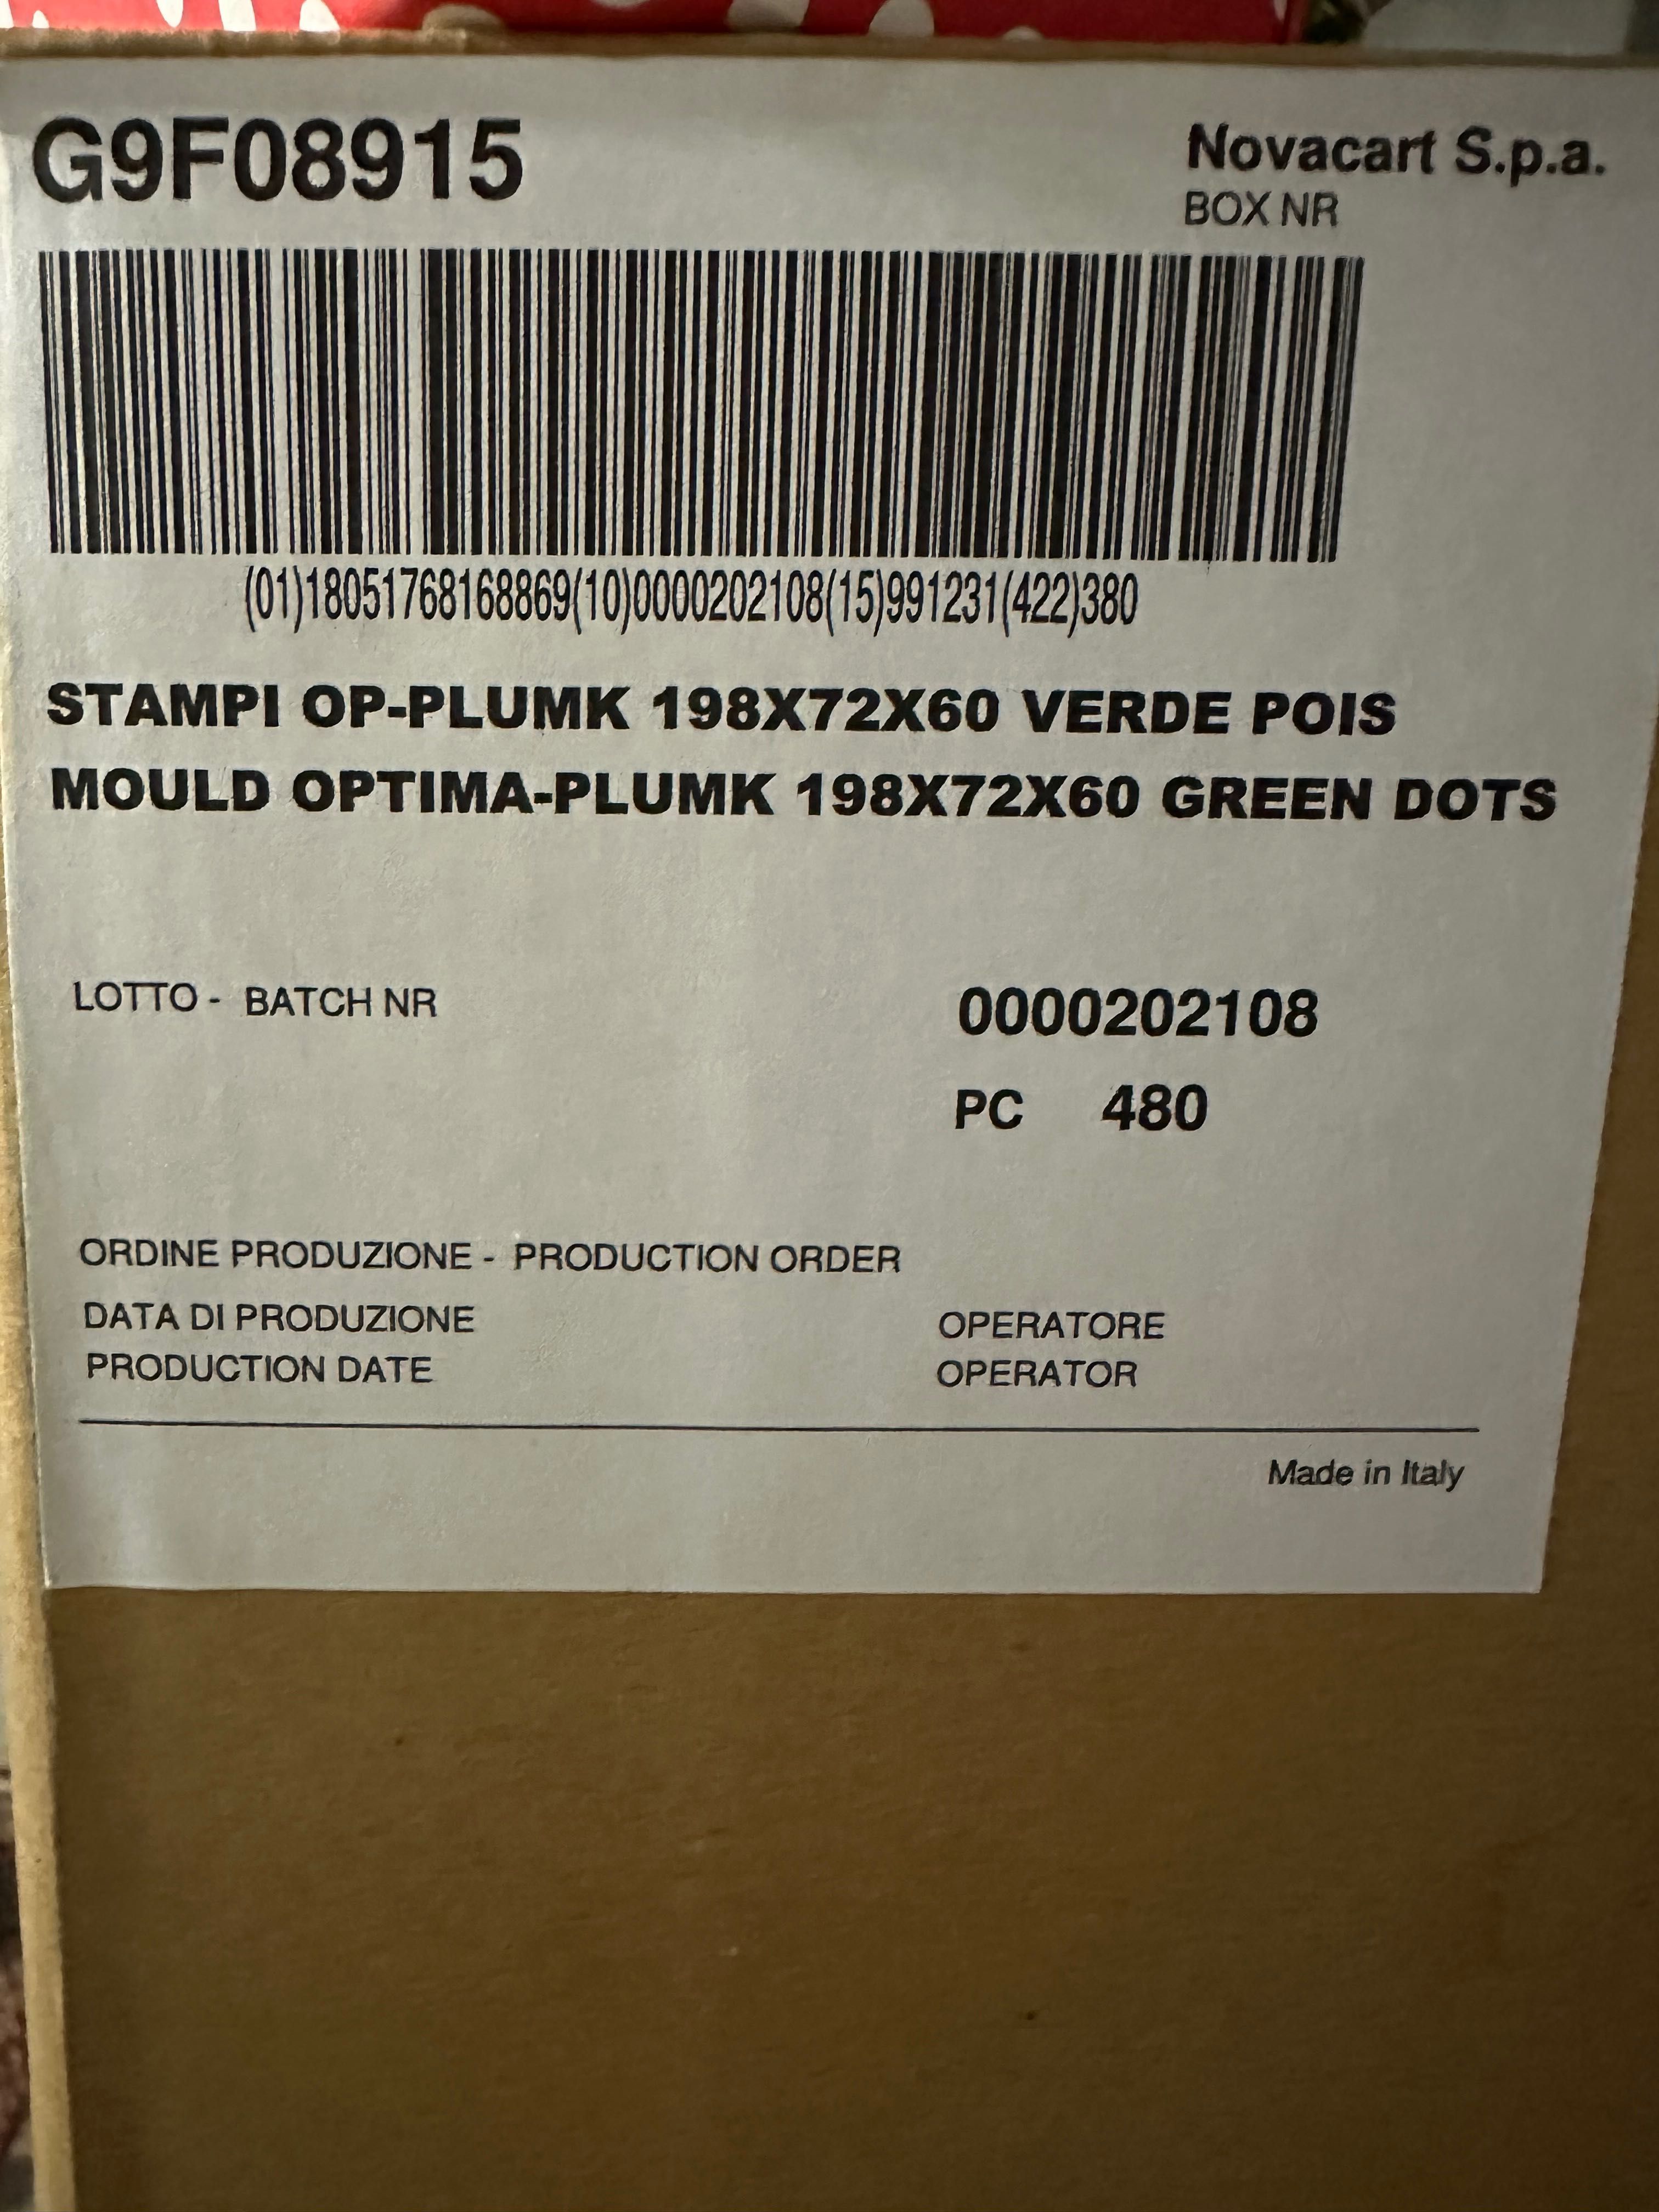 G9F08915
Novacart S.p.a.
BOX NR
(01)18051768168869(10)0000202108(15)991231(422)380
STAMPI OP-PLUMK 198X72X60 VERDE POIS
MOULD OPTIMA-PLUMK 198X72X60 GREEN DOTS
LOTTO - BATCH NR 0000202108
PC 480
ORDINE PRODUZIONE - PRODUCTION ORDER
DATA DI PRODUZIONE OPERATORE
PRODUCTION DATE OPERATOR
Made in Italy